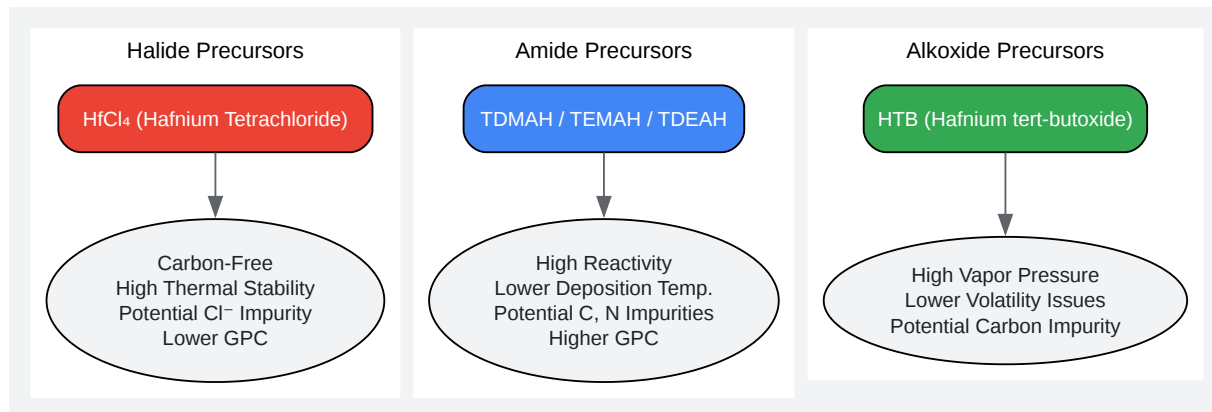 Halide Precursors
HfCl₄ (Hafnium Tetrachloride)
Carbon-Free
High Thermal Stability
Potential Cl⁻ Impurity
Lower GPC
Amide Precursors
TDMAH / TEMAH / TDEAH
High Reactivity
Lower Deposition Temp.
Potential C, N Impurities
Higher GPC
Alkoxide Precursors
HTB (Hafnium tert-butoxide)
High Vapor Pressure
Lower Volatility Issues
Potential Carbon Impurity